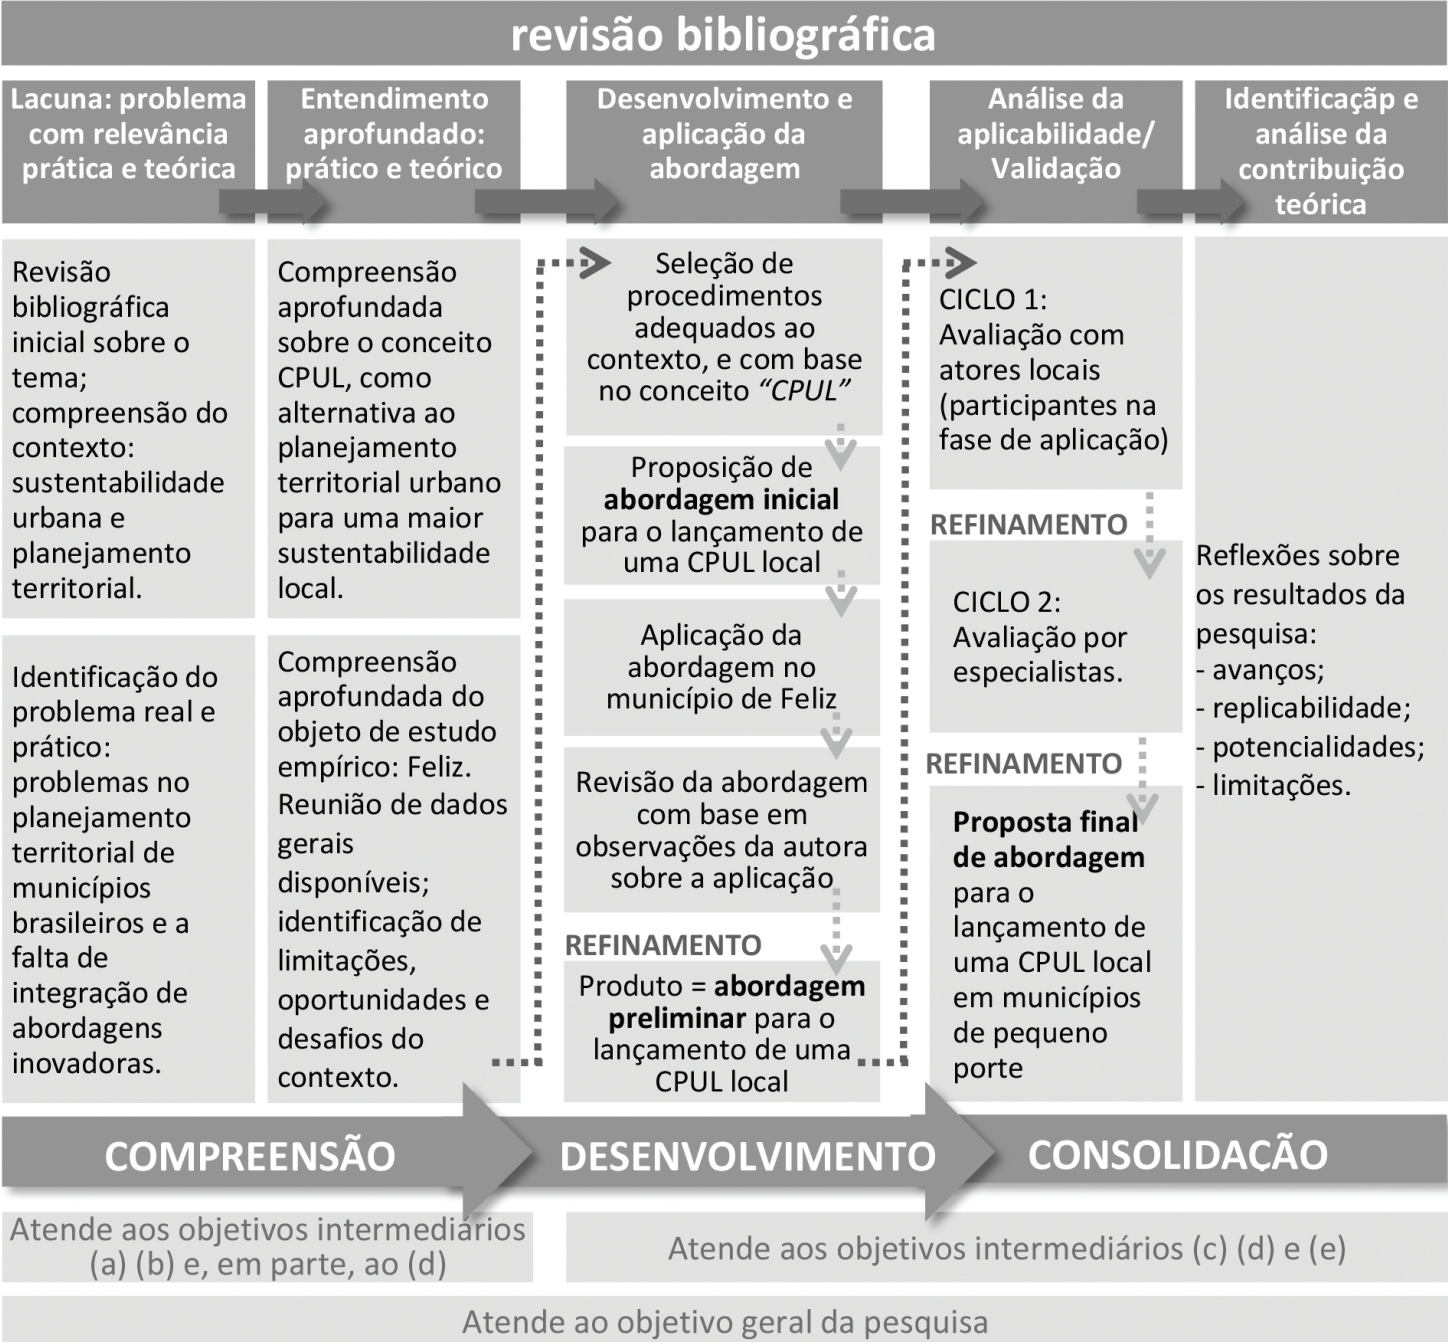 revisão bibliográfica
Lacuna: problema
com relevância
prática e teórica
Entendimento
aprofundado:
prático e teórico
Desenvolvimento e
aplicação da
abordagem
Análise da
aplicabilidade/
Validação
Identificaçãp e
análise da
contribuição
teórica
Revisão
bibliográfica
inicial sobre o
tema;
compreensão do
contexto:
sustentabilidade
urbana e
planejamento
territorial.
Identificação do
problema real e
prático:
problemas no
planejamento
territorial de
municípios
brasileiros e a
falta de
integração de
abordagens
inovadoras.
Compreensão
aprofundada
sobre o conceito
CPUL, como
alternativa ao
planejamento
territorial urbano
para uma maior
sustentabilidade
local.
Compreensão
aprofundada do
objeto de estudo
empírico: Feliz.
Reunião de dados
gerais
disponíveis;
identificação de
limitações,
oportunidades e
desafios do
contexto.
Seleção de
procedimentos
adequados ao
contexto, e com base
no conceito “CPUL”
Proposição de
abordagem inicial
para o lançamento de
uma CPUL local
Aplicação da
abordagem no
município de Feliz
Revisão da abordagem
com base em
observações da autora
sobre a aplicação
REFINAMENTO
Produto = abordagem
preliminar para o
lançamento de uma
CPUL local
CICLO 1:
Avaliação com
atores locais
(participantes na
fase de aplicação)
REFINAMENTO
CICLO 2:
Avaliação por
especialistas.
REFINAMENTO
Proposta final
de abordagem
para o
lançamento de
uma CPUL local
em municípios
de pequeno
porte
Reflexões sobre
os resultados da
pesquisa:
- avanços;
- replicabilidade;
- potencialidades;
- limitações.
COMPREENSÃO
DESENVOLVIMENTO
CONSOLIDAÇÃO
Atende aos objetivos intermediários
(a) (b) e, em parte, ao (d)
Atende aos objetivos intermediários (c) (d) e (e)
Atende ao objetivo geral da pesquisa